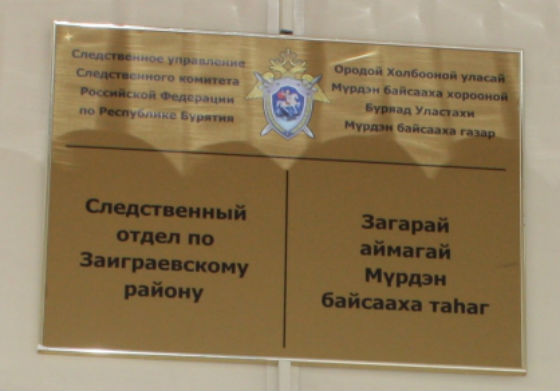 Следственное управление
Следственного комитета
Российской Федерации
по Республике Бурятия
Ородой Холбооной уласай
Мүрдэн байсааха хорооной
Буряад Уластахи
Мүрдэн байсааха газар
Следственный
отдел по
Заиграевскому
району
Загарай
аймагай
Мүрдэн
байсааха таһаг